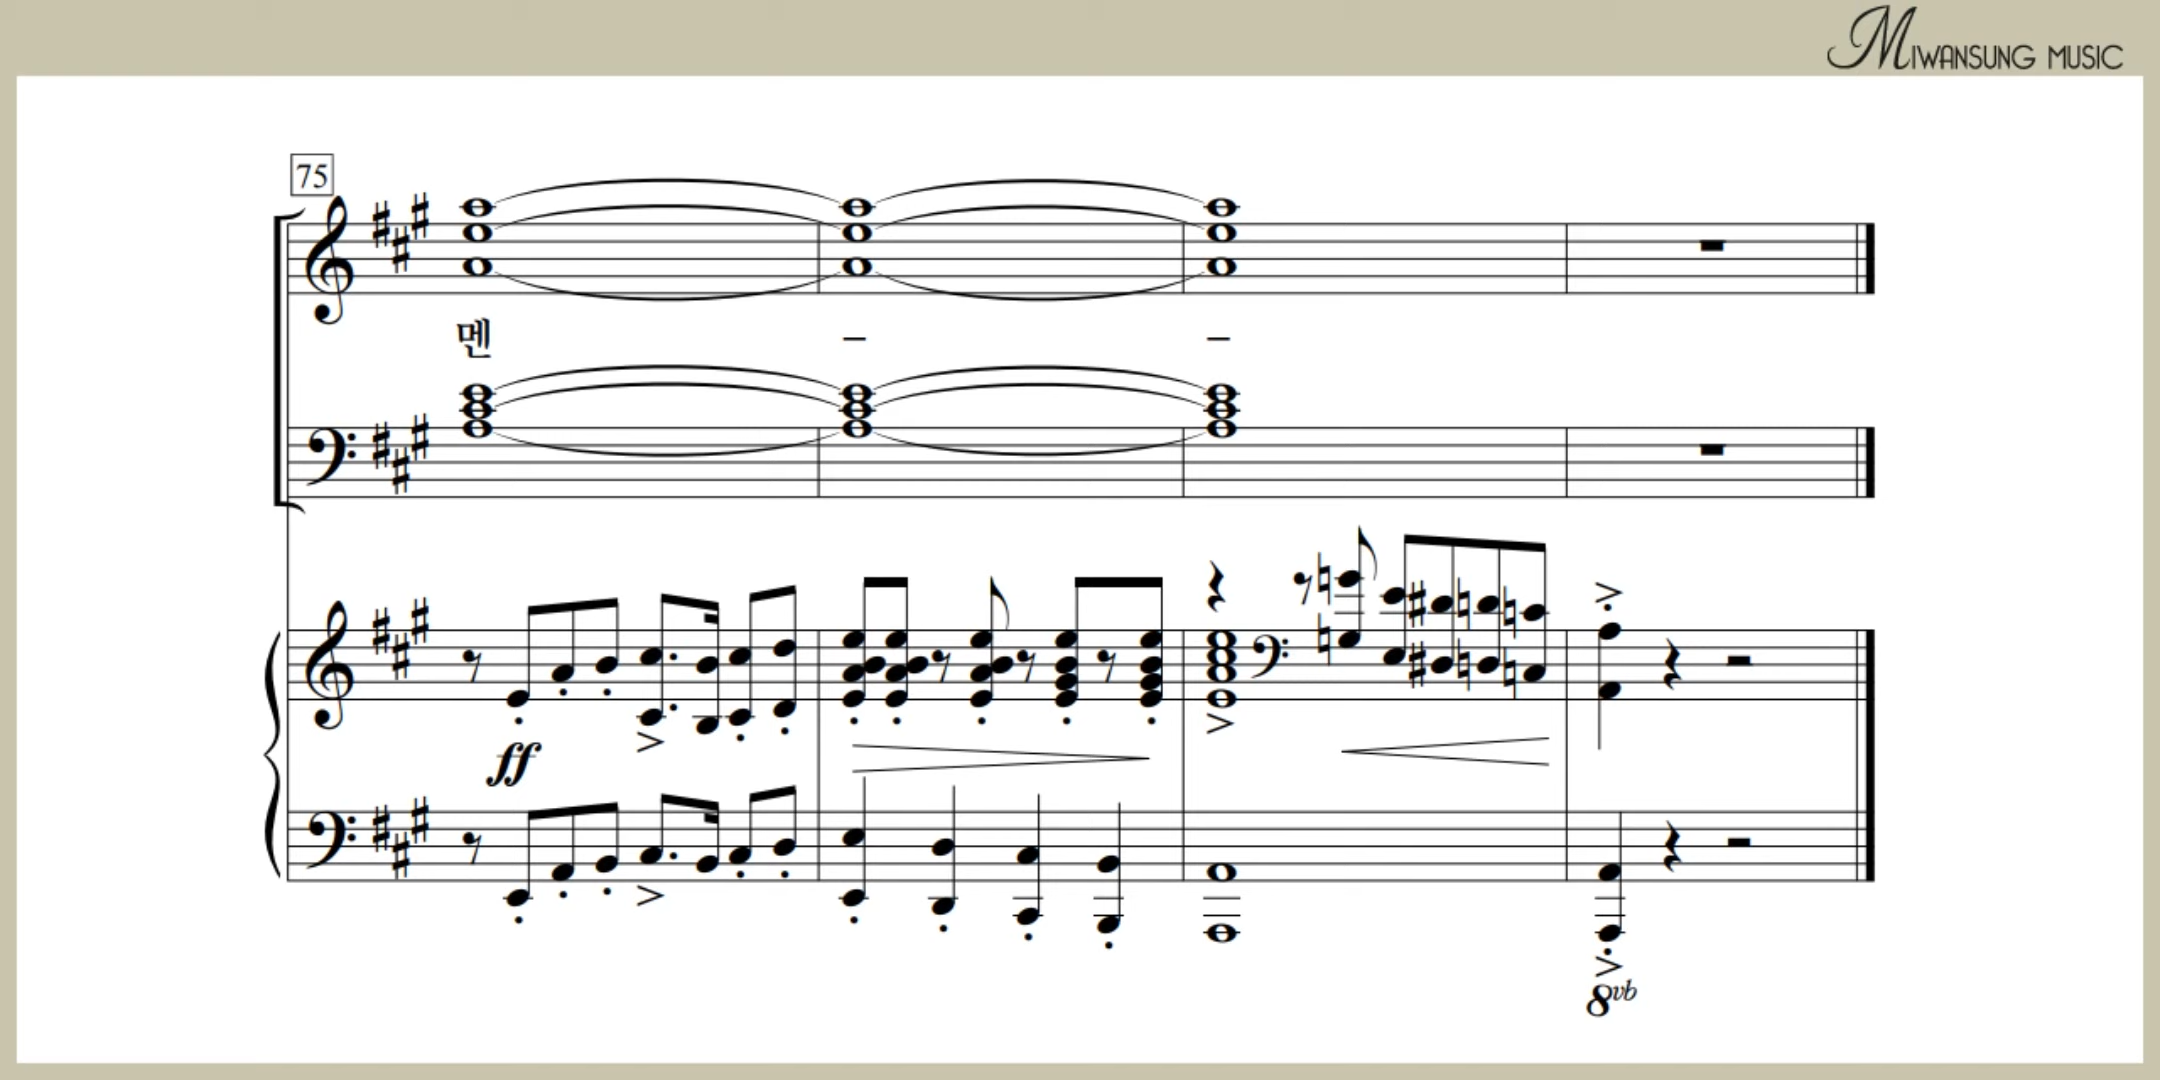 MIWANSUNG MUSIC
75
멘 – –
ff
8vb